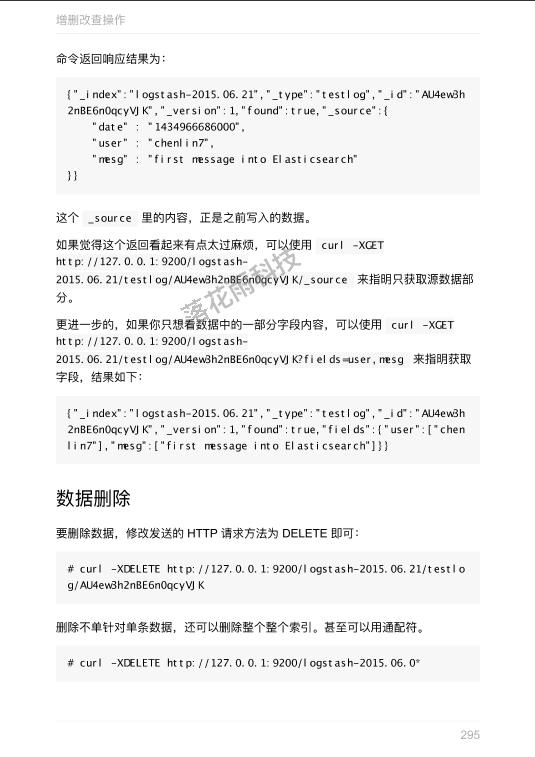 增删改查操作
命令返回响应结果为：
{"_index":"logstash-2015.06.21","_type":"testlog","_id":"AU4ew3h
2nBE6n0qcyVJK","_version":1,"found":true,"_source":{
    "date" : "1434966686000",
    "user" : "chenlin7",
    "mesg" : "first message into Elasticsearch"
}}
这个 _source 里的内容，正是之前写入的数据。
如果觉得这个返回看起来有点太过麻烦，可以使用 curl -XGET
http://127.0.0.1:9200/logstash-
2015.06.21/testlog/AU4ew3h2nBE6n0qcyVJK/_source 来指明只获取源数据部
分。
更进一步的，如果你只想看数据中的一部分字段内容，可以使用 curl -XGET
http://127.0.0.1:9200/logstash-
2015.06.21/testlog/AU4ew3h2nBE6n0qcyVJK?fields=user,mesg 来指明获取
字段，结果如下：
{"_index":"logstash-2015.06.21","_type":"testlog","_id":"AU4ew3h
2nBE6n0qcyVJK","_version":1,"found":true,"fields":{"user":["chen
lin7"],"mesg":["first message into Elasticsearch"]}}
数据删除
要删除数据，修改发送的 HTTP 请求方法为 DELETE 即可：
# curl -XDELETE http://127.0.0.1:9200/logstash-2015.06.21/testlo
g/AU4ew3h2nBE6n0qcyVJK
删除不单针对单条数据，还可以删除整个整个索引。甚至可以用通配符。
# curl -XDELETE http://127.0.0.1:9200/logstash-2015.06.0*
295
落花雨科技